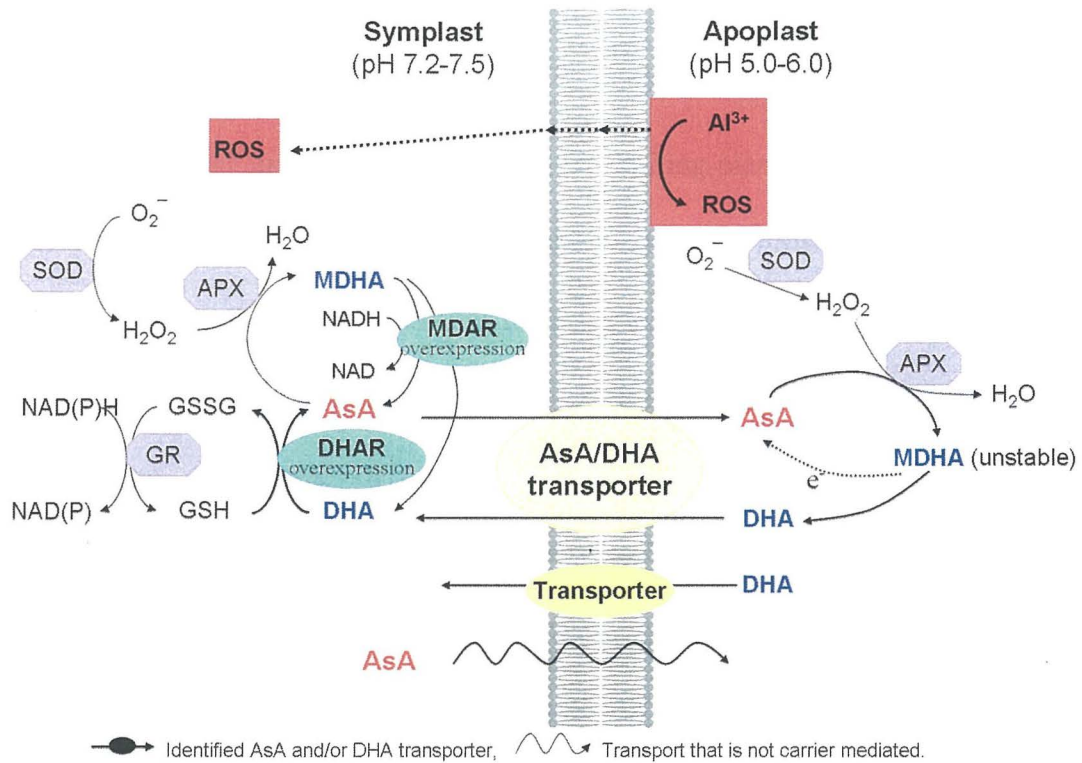 Symplast
(pH 7.2-7.5)
Apoplast
(pH 5.0-6.0)
Al³⁺
ROS
ROS
O₂⁻
SOD
H₂O₂
H₂O
APX
MDHA
NADH
NAD
MDAR
overexpression
AsA
NAD(P)H
GSSG
GR
DHAR
overexpression
NAD(P)
GSH
DHA
AsA/DHA
transporter
O₂⁻
SOD
H₂O₂
APX
H₂O
AsA
MDHA (unstable)
e⁻
DHA
Transporter
DHA
AsA
Identified AsA and/or DHA transporter,
Transport that is not carrier mediated.